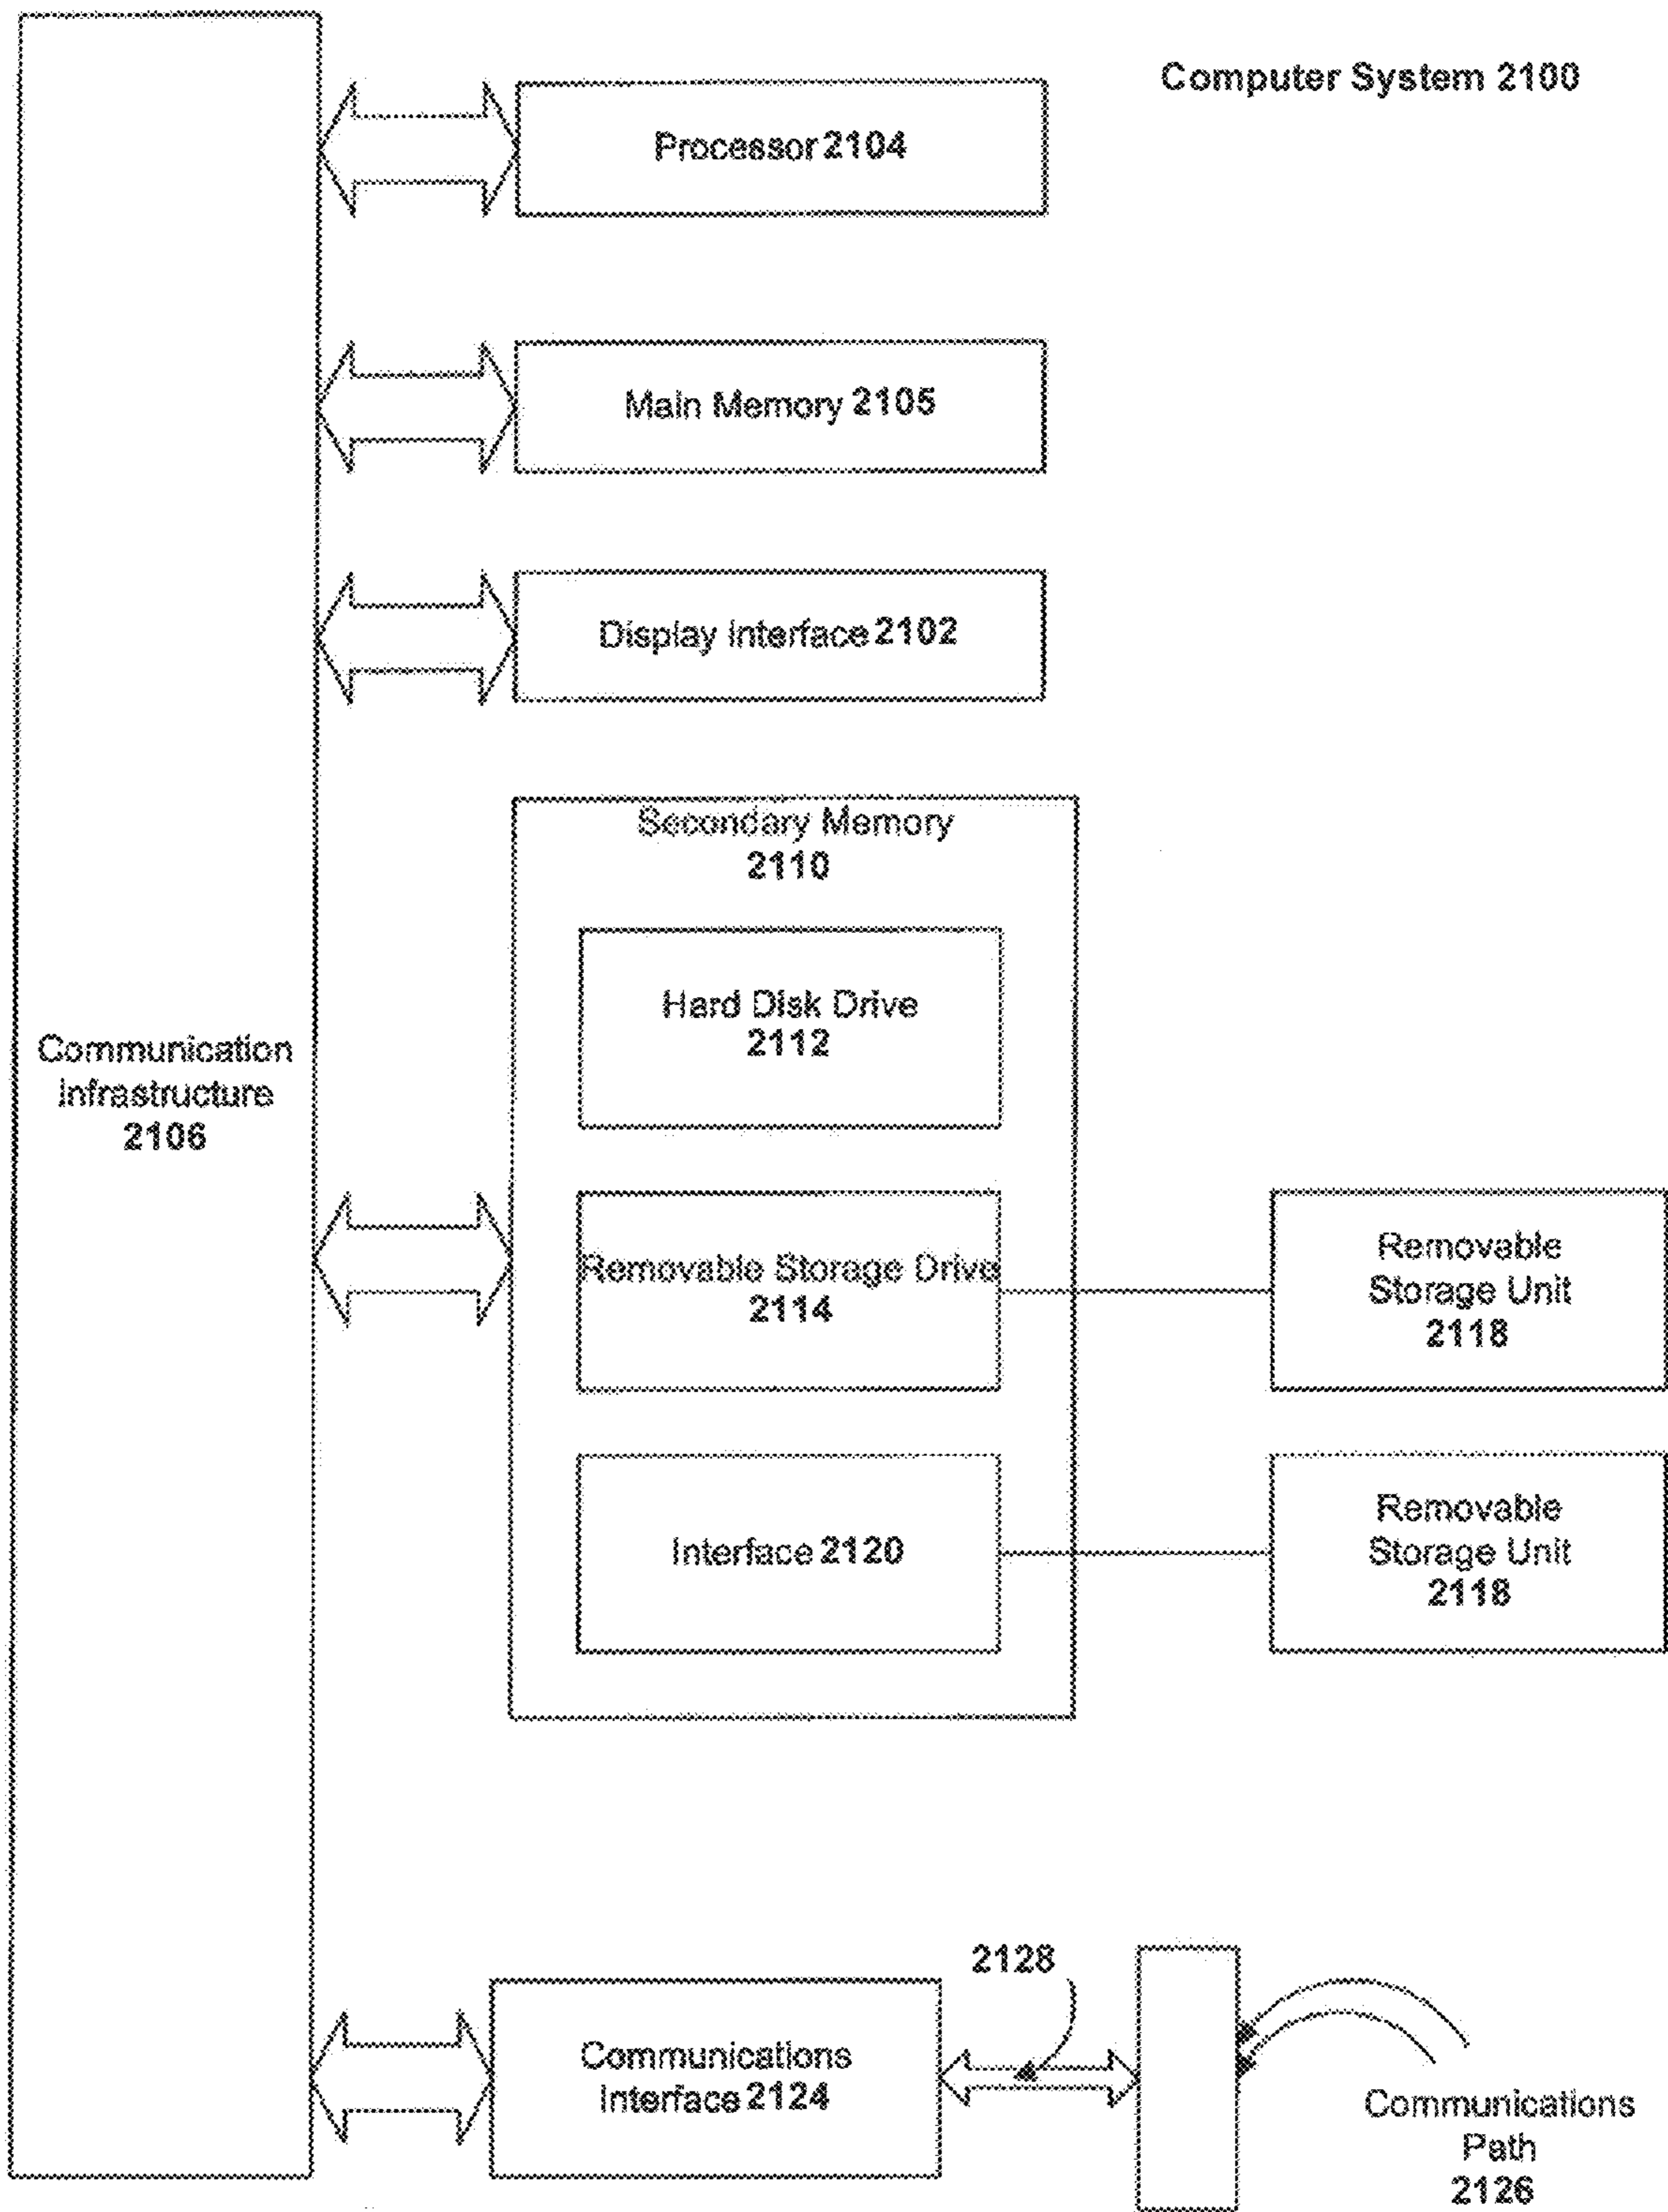 Computer System 2100
Processor 2104
Main Memory 2105
Display Interface 2102
Secondary Memory
2110
Hard Disk Drive
2112
Communication
Infrastructure
2106
Removable Storage Drive
2114
Removable
Storage Unit
2118
Interface 2120
Removable
Storage Unit
2118
2128
Communications
Interface 2124
Communications
Path
2126